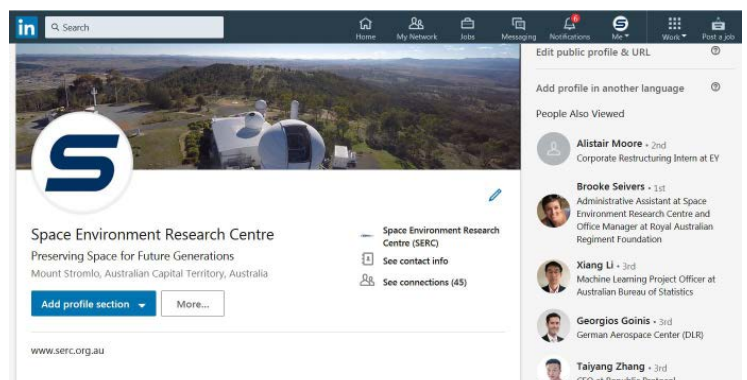 in
Search
Home
My Network
Jobs
Messaging
6
Notifications
S
Me
Work
Post a job
S
Space Environment Research Centre
Preserving Space for Future Generations
Mount Stromlo, Australian Capital Territory, Australia
Add profile section
More...
Space Environment Research
Centre (SERC)
See contact info
See connections (45)
www.serc.org.au
Edit public profile & URL
Add profile in another language
People Also Viewed
Alistair Moore • 2nd
Corporate Restructuring Intern at EY
Brooke Seivers • 1st
Administrative Assistant at Space
Environment Research Centre and
Office Manager at Royal Australian
Regiment Foundation
Xiang Li • 3rd
Machine Learning Project Officer at
Australian Bureau of Statistics
Georgios Goinis • 3rd
German Aerospace Center (DLR)
Taiyang Zhang • 3rd
CEO at Republic Protocol